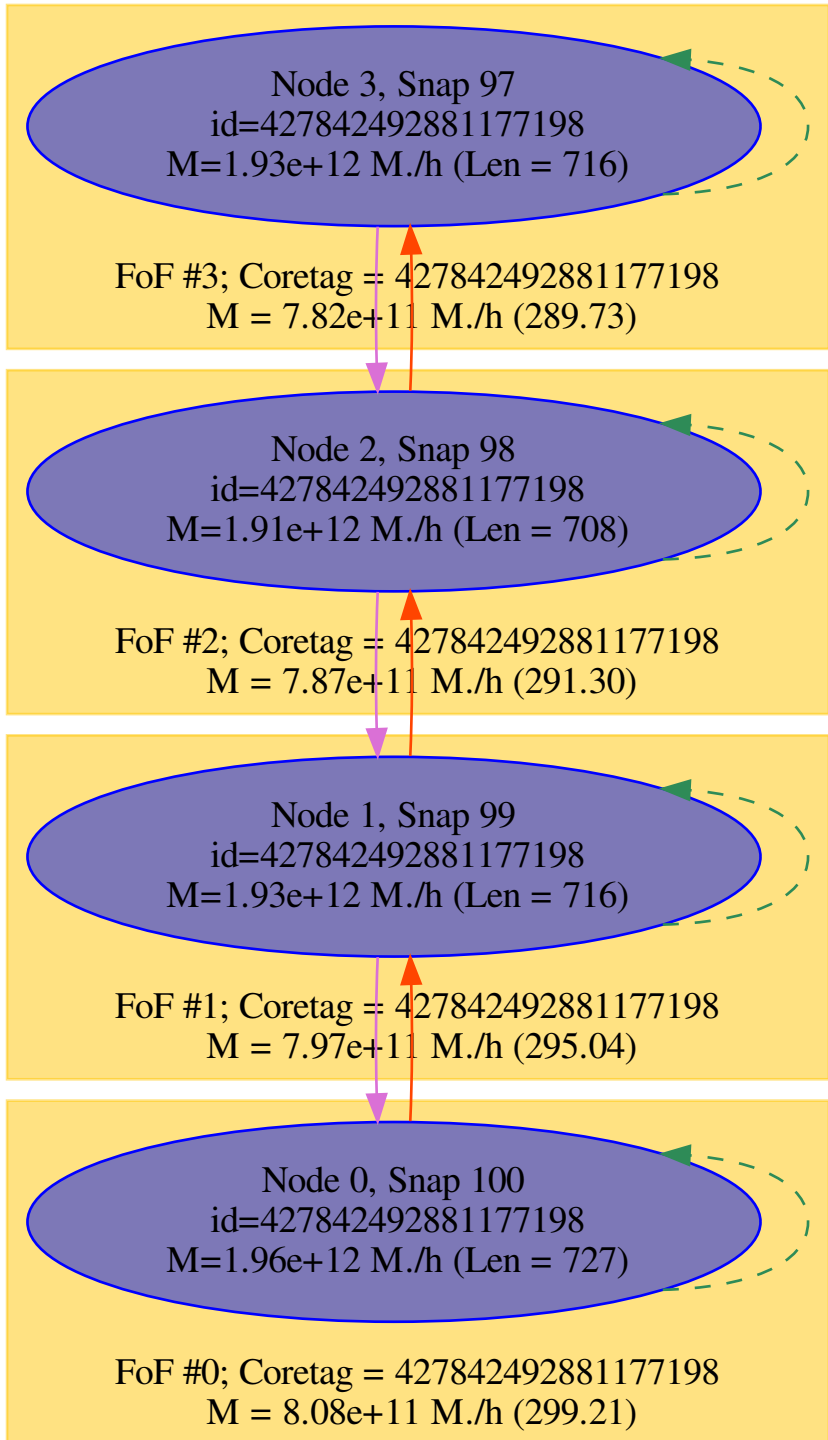 Node 3, Snap 97
id=427842492881177198
M=1.93e+12 M./h (Len = 716)
FoF #3; Coretag = 427842492881177198
M = 7.82e+11 M./h (289.73)
Node 2, Snap 98
id=427842492881177198
M=1.91e+12 M./h (Len = 708)
FoF #2; Coretag = 427842492881177198
M = 7.87e+11 M./h (291.30)
Node 1, Snap 99
id=427842492881177198
M=1.93e+12 M./h (Len = 716)
FoF #1; Coretag = 427842492881177198
M = 7.97e+11 M./h (295.04)
Node 0, Snap 100
id=427842492881177198
M=1.96e+12 M./h (Len = 727)
FoF #0; Coretag = 427842492881177198
M = 8.08e+11 M./h (299.21)